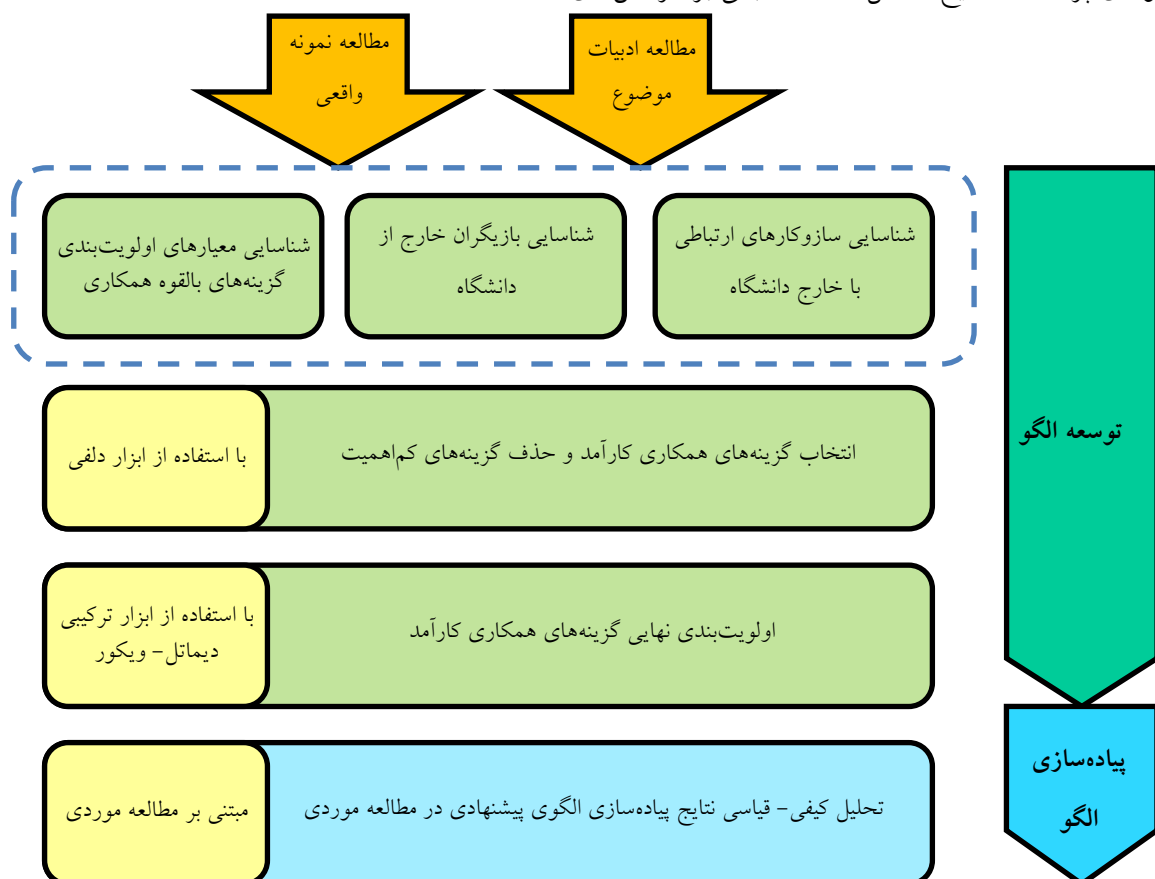 مطالعه ادبیات
موضوع
مطالعه نمونه
واقعی
شناسایی سازوکارهای ارتباطی
با خارج دانشگاه
شناسایی بازیگران خارج از
دانشگاه
شناسایی معیارهای اولویت‌بندی
گزینه‌های بالقوه همکاری
توسعه الگو
انتخاب گزینه‌های همکاری کارآمد و حذف گزینه‌های کم‌اهمیت
با استفاده از ابزار دلفی
اولویت‌بندی نهایی گزینه‌های همکاری کارآمد
با استفاده از ابزار ترکیبی
دیماتل- ویکور
پیاده‌سازی
الگو
تحلیل کیفی- قیاسی نتایج پیاده‌سازی الگوی پیشنهادی در مطالعه موردی
مبتنی بر مطالعه موردی